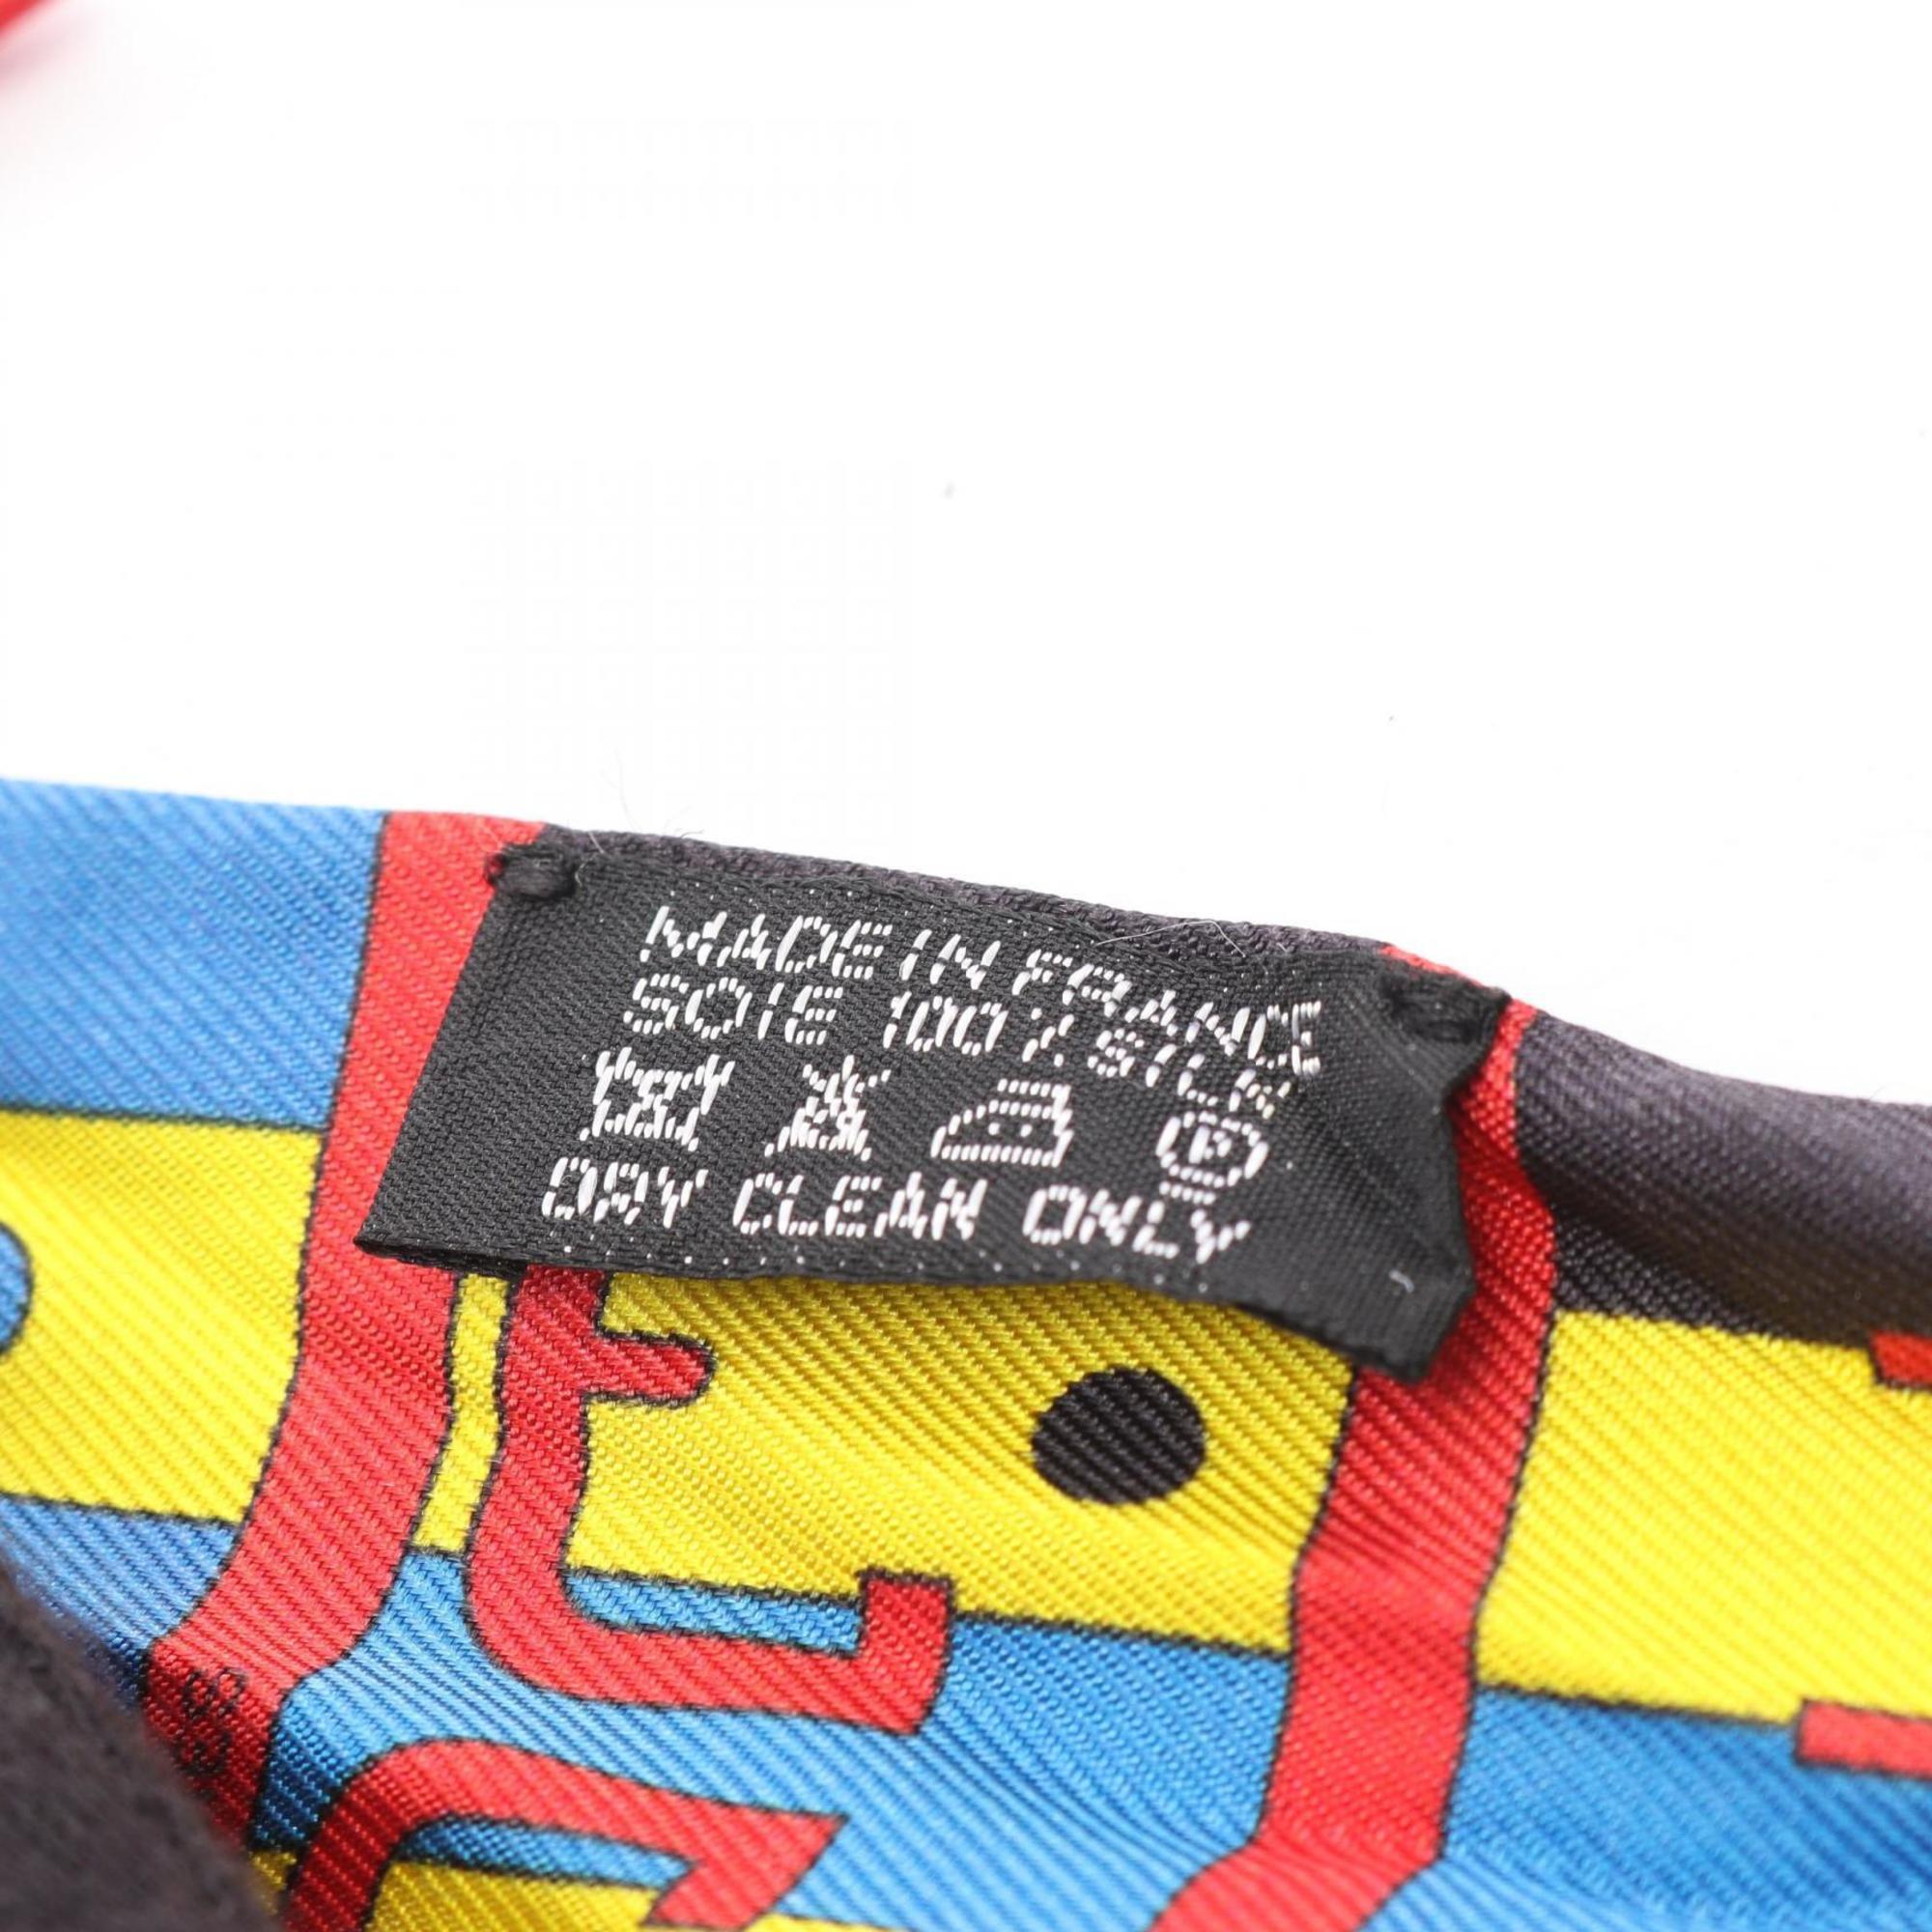 MADE IN FRANCE
SOIE 100% SILK
P
DRY CLEAN ONLY